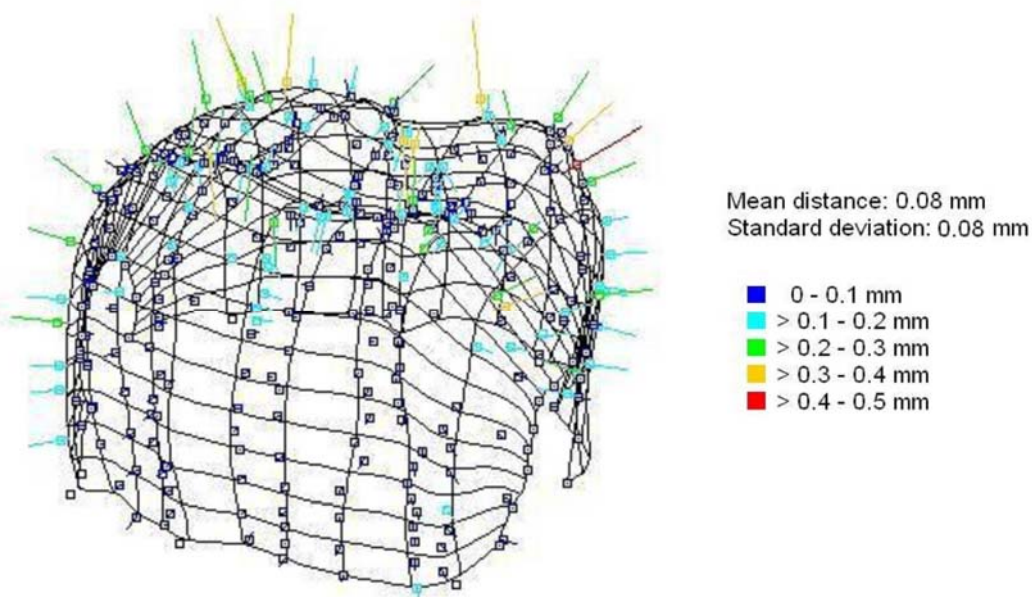 Mean distance: 0.08 mm
Standard deviation: 0.08 mm
0 - 0.1 mm
> 0.1 - 0.2 mm
> 0.2 - 0.3 mm
> 0.3 - 0.4 mm
> 0.4 - 0.5 mm